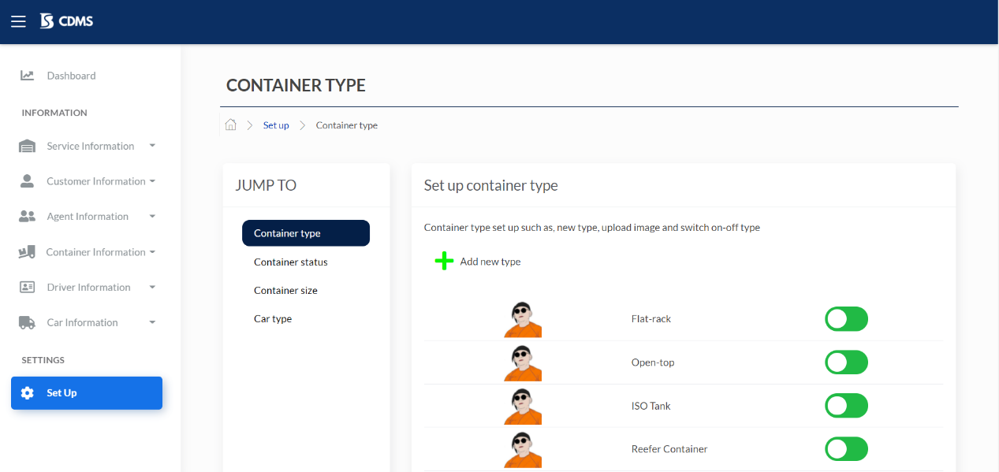 CDMS
Dashboard
INFORMATION
Service Information
Customer Information
Agent Information
Container Information
Driver Information
Car Information
SETTINGS
Set Up
CONTAINER TYPE
Set up
Container type
JUMP TO
Container type
Container status
Container size
Car type
Set up container type
Container type set up such as, new type, upload image and switch on-off type
Add new type
Flat-rack
Open-top
ISO Tank
Reefer Container